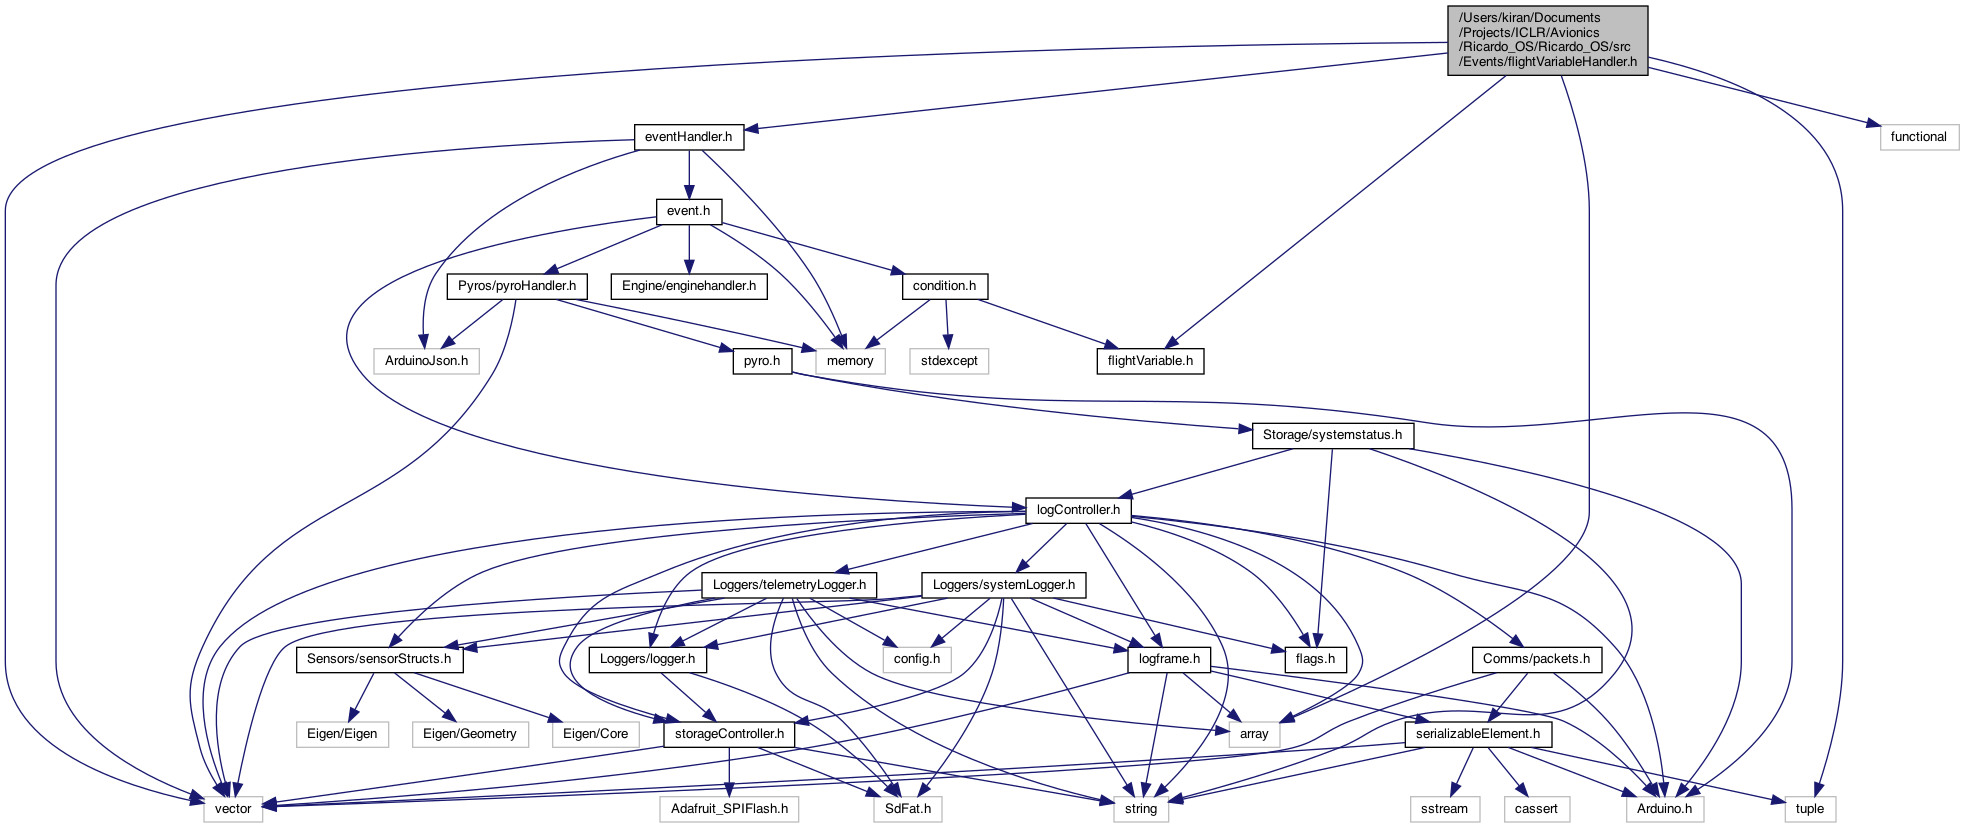 /Users/kiran/Documents
/Projects/ICLR/Avionics
/Ricardo_OS/Ricardo_OS/src
/Events/flightVariableHandler.h
eventHandler.h
functional
event.h
Pyros/pyroHandler.h
Engine/enginehandler.h
condition.h
ArduinoJson.h
pyro.h
memory
stdexcept
flightVariable.h
Storage/systemstatus.h
logController.h
Loggers/telemetryLogger.h
Loggers/systemLogger.h
Sensors/sensorStructs.h
Loggers/logger.h
config.h
logframe.h
flags.h
Comms/packets.h
Eigen/Eigen
Eigen/Geometry
Eigen/Core
storageController.h
array
serializableElement.h
vector
Adafruit_SPIFlash.h
SdFat.h
string
sstream
cassert
Arduino.h
tuple